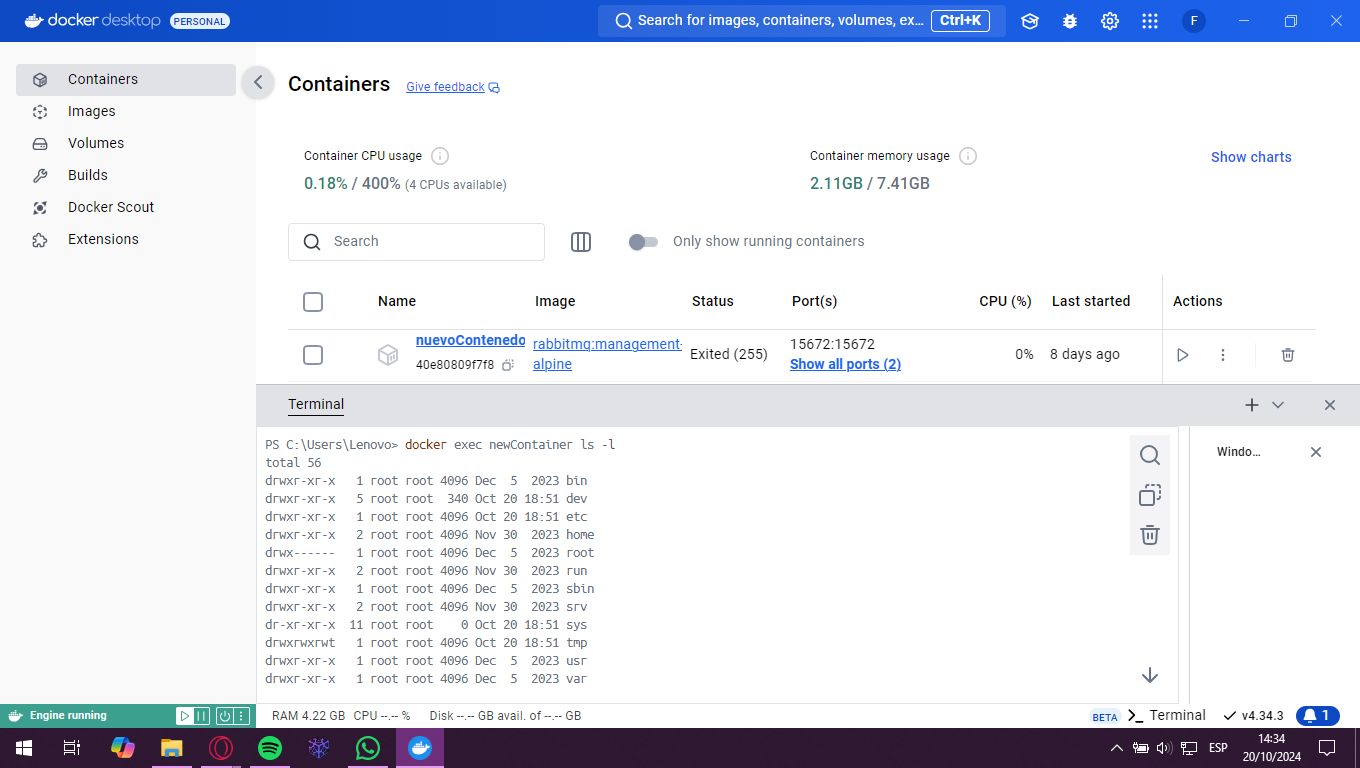 docker desktop PERSONAL
Search for images, containers, volumes, ex... Ctrl+K
F
Containers
Images
Volumes
Builds
Docker Scout
Extensions
Containers Give feedback
Container CPU usage
0.18% / 400% (4 CPUs available)
Container memory usage
2.11GB / 7.41GB
Show charts
Search
Only show running containers
Name Image Status Port(s) CPU (%) Last started Actions
nuevoContenedo
40e80809f7f8
rabbitmq:management-
alpine
Exited (255)
15672:15672
Show all ports (2)
0%
8 days ago
Terminal
PS C:\Users\Lenovo> docker exec newContainer ls -l
total 56
drwxr-xr-x 1 root root 4096 Dec 5 2023 bin
drwxr-xr-x 5 root root 340 Oct 20 18:51 dev
drwxr-xr-x 1 root root 4096 Oct 20 18:51 etc
drwxr-xr-x 2 root root 4096 Nov 30 2023 home
drwx------ 1 root root 4096 Dec 5 2023 root
drwxr-xr-x 2 root root 4096 Nov 30 2023 run
drwxr-xr-x 1 root root 4096 Dec 5 2023 sbin
drwxr-xr-x 2 root root 4096 Nov 30 2023 srv
dr-xr-xr-x 11 root root 0 Oct 20 18:51 sys
drwxrwxrwt 1 root root 4096 Oct 20 18:51 tmp
drwxr-xr-x 1 root root 4096 Dec 5 2023 usr
drwxr-xr-x 1 root root 4096 Dec 5 2023 var
Windo...
Engine running
RAM 4.22 GB CPU --.-- % Disk --.-- GB avail. of --.-- GB
BETA Terminal v4.34.3 1
ESP
14:34
20/10/2024